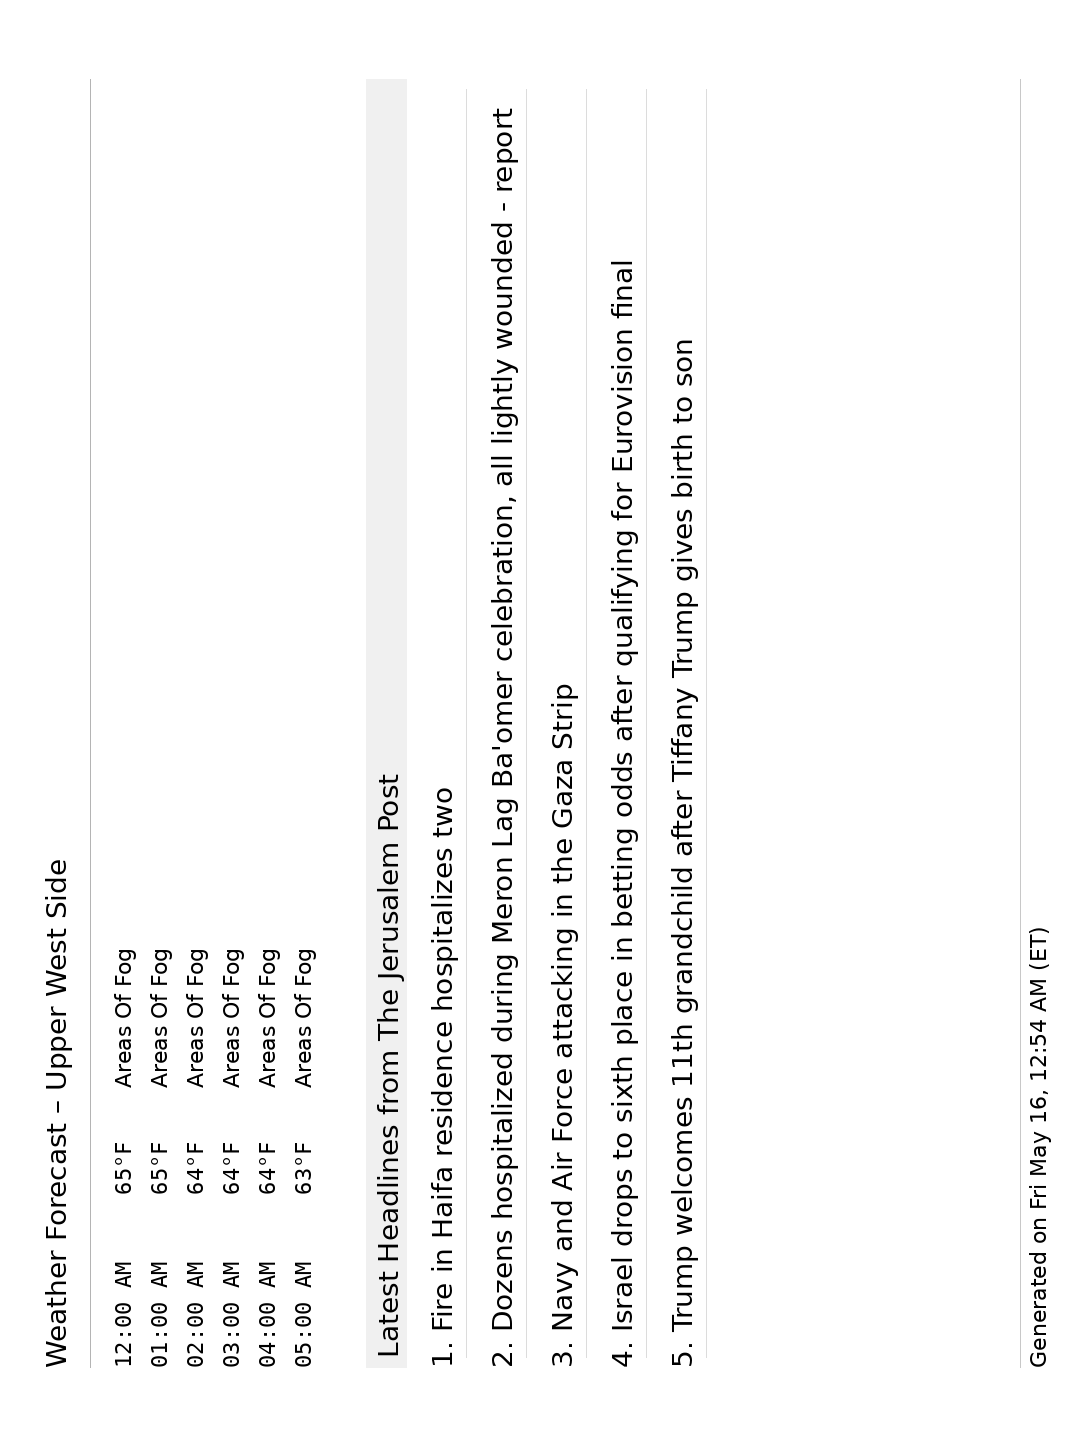 Weather Forecast – Upper West Side
12:00 AM 65°F Areas Of Fog
01:00 AM 65°F Areas Of Fog
02:00 AM 64°F Areas Of Fog
03:00 AM 64°F Areas Of Fog
04:00 AM 64°F Areas Of Fog
05:00 AM 63°F Areas Of Fog
Latest Headlines from The Jerusalem Post
1. Fire in Haifa residence hospitalizes two
2. Dozens hospitalized during Meron Lag Ba'omer celebration, all lightly wounded - report
3. Navy and Air Force attacking in the Gaza Strip
4. Israel drops to sixth place in betting odds after qualifying for Eurovision final
5. Trump welcomes 11th grandchild after Tiffany Trump gives birth to son
Generated on Fri May 16, 12:54 AM (ET)